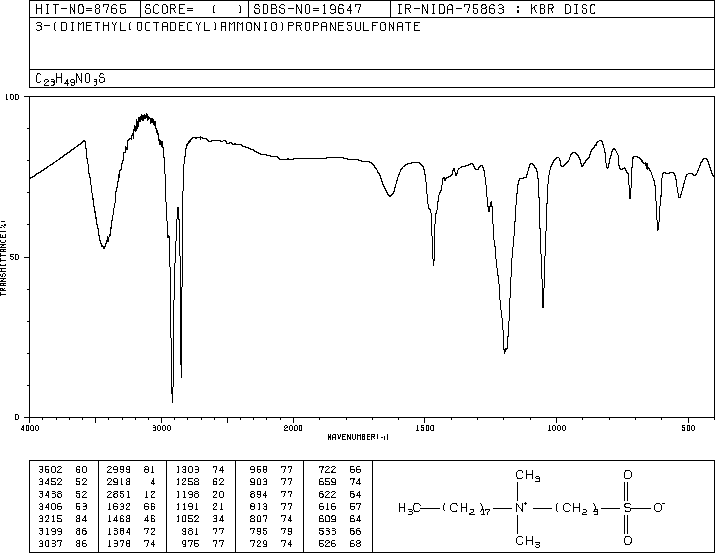 HIT-NO=8765 SCORE= ( ) SDBS-NO=19647 IR-NIDA-75863 : KBR DISC
3-(DIMETHYL(OCTADECYL)AMMONIO)PROPANESULFONATE
C23H49NO3S
100
50
0
TRANSMITTANCE(%)
4000 3000 2000 1500 1000 500
WAVENUMBER(-1)
3502 60 2999 81 1303 74 968 77 722 66
3452 52 2918 4 1258 62 903 77 659 74
3438 52 2851 12 1198 20 894 77 622 64
3406 53 1632 66 1191 21 813 77 616 57
3215 84 1468 46 1052 34 807 74 609 64
3199 86 1384 72 981 77 795 79 533 66
3087 86 1378 74 975 77 729 74 526 68
CH3 O
H3C—(CH2)17—N+—(CH2)3—S—O-
CH3 O